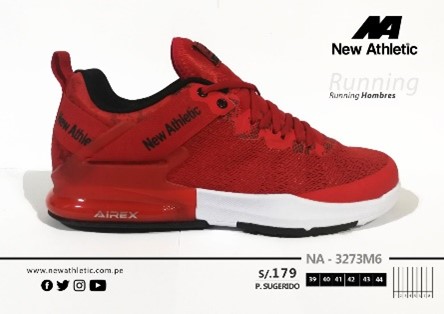 NA
New Athletic
Running
Running Hombres
New Athletic
New Athletic
AIREX
www.newathletic.com.pe
S/.179
P. SUGERIDO
NA - 3273M6
39 40 41 42 43 44